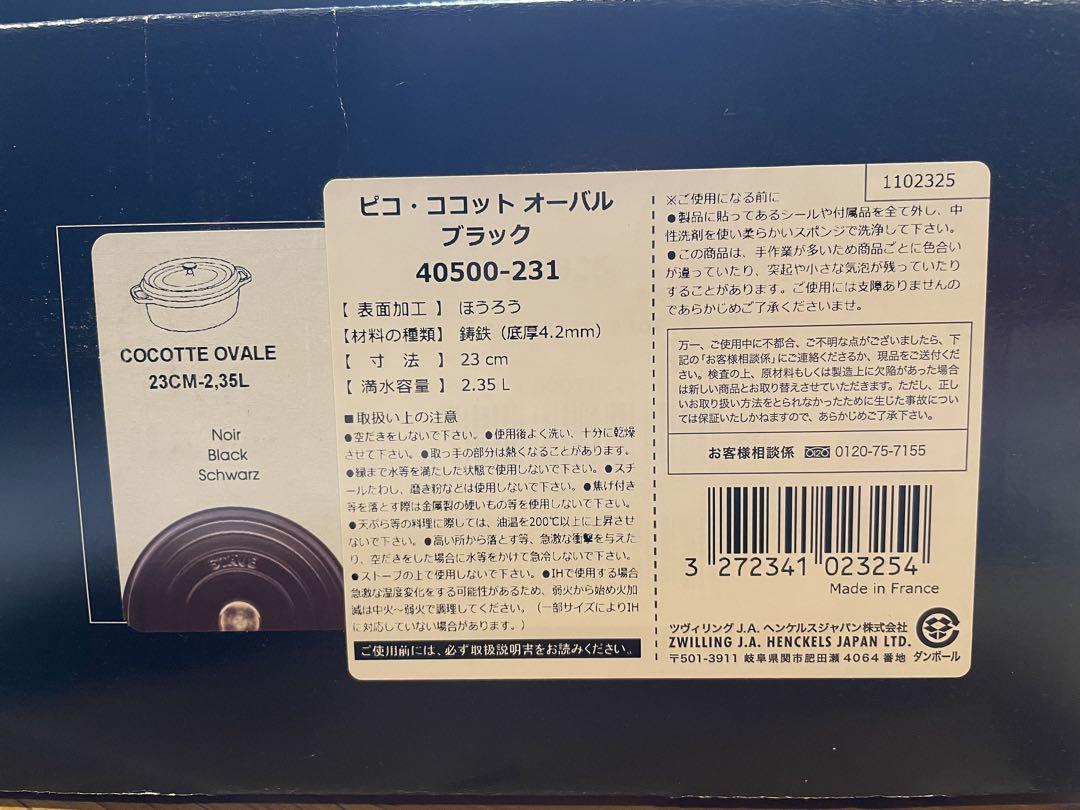 COCOTTE OVALE
23CM-2,35L
Noir
Black
Schwarz
STAUB
ピコ・ココット オーバル
ブラック
40500-231
【 表面加工 】 ほうろう
【材料の種類】 鋳鉄（底厚4.2mm）
【 寸 法 】 23 cm
【 満水容量 】 2.35 L
■取扱い上の注意
●空だきをしないで下さい。●使用後よく洗い、十分に乾燥
させて下さい。●取っ手の部分は熱くなることがあります。
●縁まで水等を満たした状態で使用しないで下さい。●スチ
ールたわし、磨き粉などは使用しないで下さい。●焦げ付き
等を落とす際は金属製の硬いもの等を使用しないで下さい。
●天ぷら等の料理に際しては、油温を200℃以上に上昇させ
ないで下さい。●高い所から落とす等、急激な衝撃を与えた
り、空だきをした場合に水等をかけて急冷しないで下さい。
●ストーブの上で使用しないで下さい。●IHで使用する場合
急激な温度変化をする可能性があるため、弱火から始め火加
減は中火～弱火で調理してください。（一部サイズによりIH
に対応していない場合があります。）
ご使用前には、必ず取扱説明書をお読みください。
1102325
※ご使用になる前に
●製品に貼ってあるシールや付属品を全て外し、中
性洗剤を使い柔らかいスポンジで洗浄して下さい。
●この商品は、手作業が多いため商品ごとに色合い
が違っていたり、突起や小さな気泡が残っていたり
することがあります。ご使用には支障ありませんの
であらかじめご了承くださいませ。
万一、ご使用中に不都合、ご不明な点がございましたら、下
記の「お客様相談係」にご連絡くださるか、現品をご送付くだ
さい。検査の上、原材料もしくは製造上に欠陥があった場合
は新しい商品とお取り替えさせていただきます。ただし、正し
いお取り扱い方法をとられなかったために生じた事故につい
ては保証いたしかねますので、あらかじめご了承下さい。
お客様相談係 0120-75-7155
3 272341 023254
Made in France
ツヴィリング J.A. ヘンケルスジャパン株式会社
ZWILLING J.A. HENCKELS JAPAN LTD.
〒501-3911 岐阜県関市肥田瀬 4064 番地
ダンボール